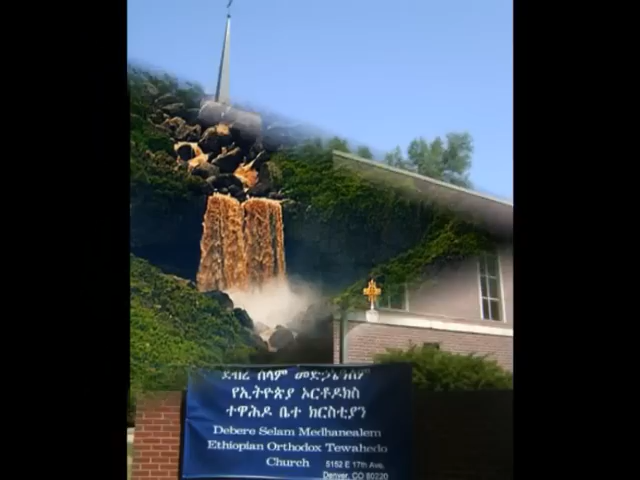 ደብረ ሰላም መድኃኔዓለም
የኢትዮጵያ ኦርቶዶክስ
ተዋሕዶ ቤተ ክርስቲያን
Debere Selam Medhanealem
Ethiopian Orthodox Tewahedo
Church 5152 E 17th Ave.
Denver, CO 80220